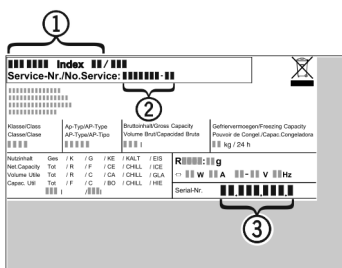 1
Index /
Service-Nr./No.Service: -
2
Klasse/Class Ap-Typ/AP-Type Bruttoinhalt/Gross Capacity Gefriervermoegen/Freezing Capacity
Classe/Clase AP-Type/AP-Tipo Volume Brut/Capacidad Bruta Pouvoir de Congel./Capac.Congeladora
l kg / 24 h
Nutzinhalt Ges / K / G / KE / KALT / EIS
Net.Capacity Tot / R / F / CE / CHILL / ICE
Volume Utile Tot / R / C / CA / CHILL / GLA
Capac. Util Tot / F / C / BO / CHILL / HIE
l / l
R : g
W A - V Hz
Serial-Nr. . . .
3